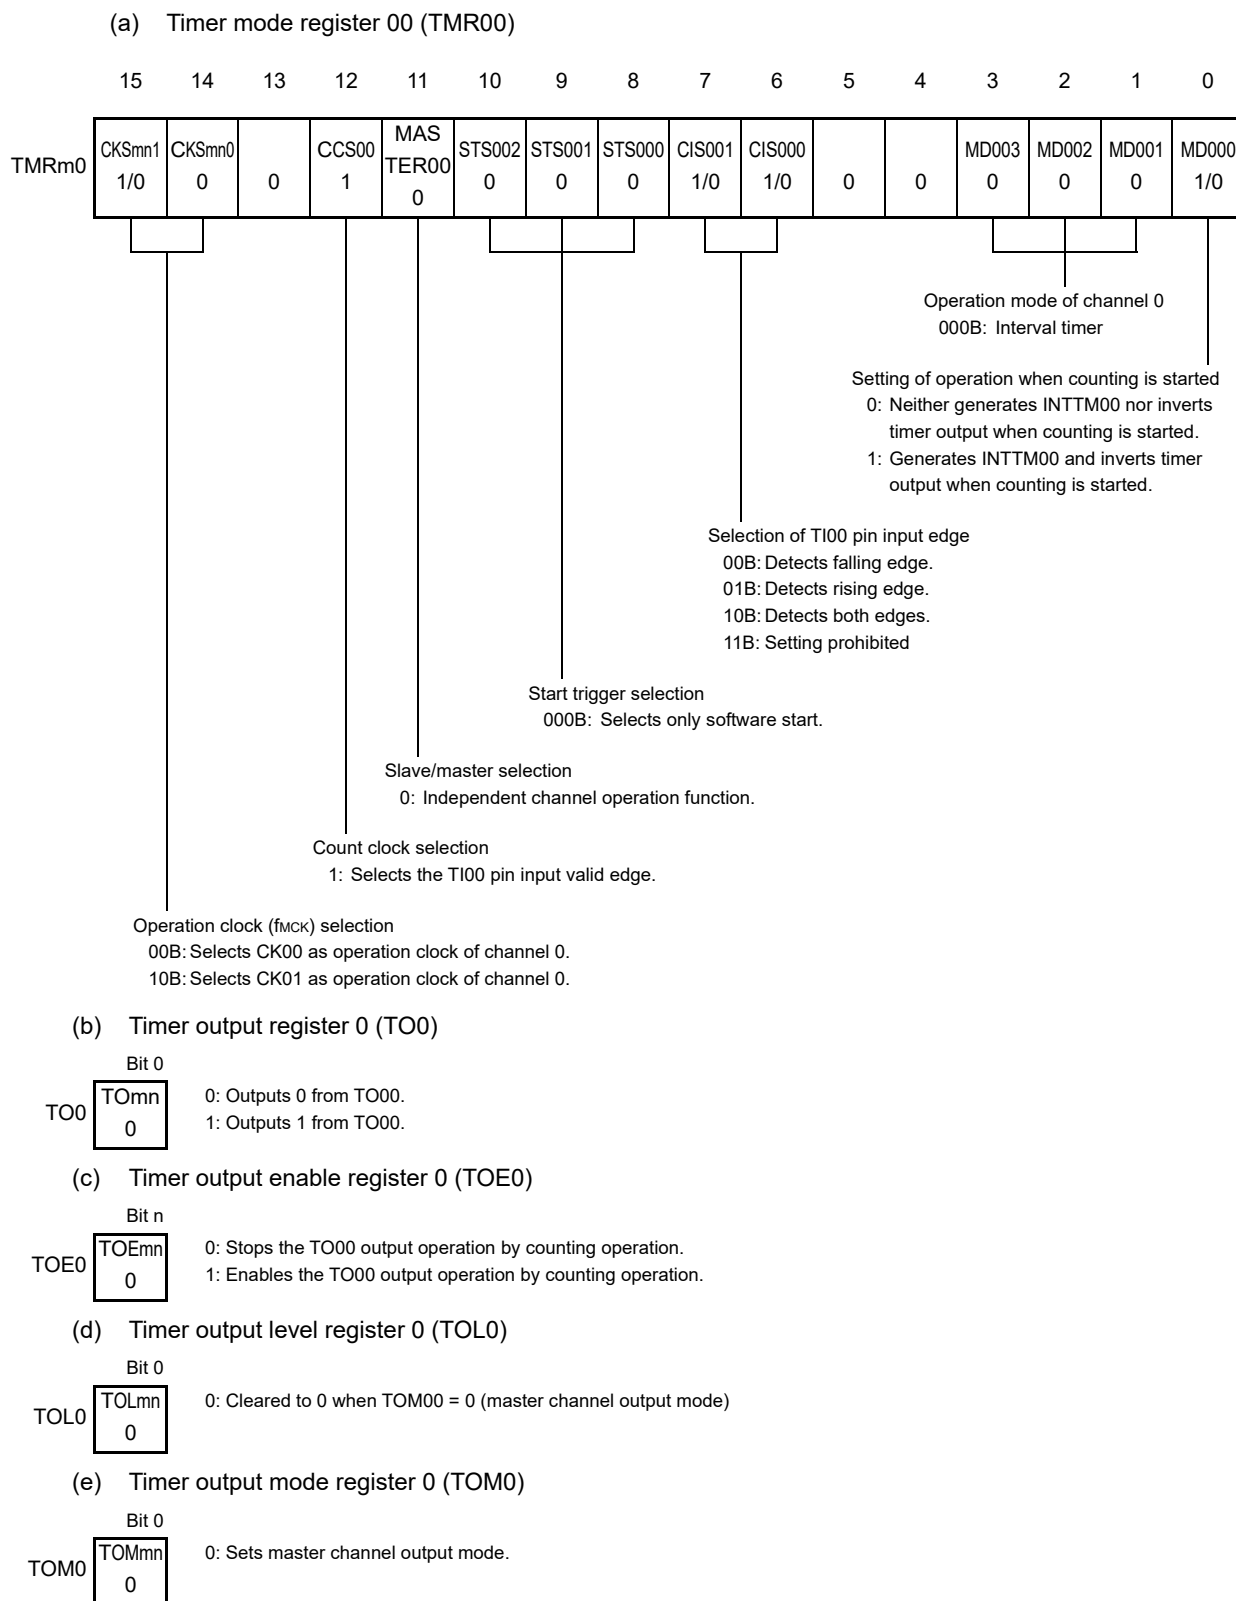 (a) Timer mode register 00 (TMR00)
15 14 13 12 11 10 9 8 7 6 5 4 3 2 1 0
TMRm0
CKSmn1
1/0
CKSmn0
0
0
CCS00
1
MAS
TER00
0
STS002
0
STS001
0
STS000
0
CIS001
1/0
CIS000
1/0
0
0
MD003
0
MD002
0
MD001
0
MD000
1/0
Operation mode of channel 0
000B: Interval timer
Setting of operation when counting is started
0: Neither generates INTTM00 nor inverts
timer output when counting is started.
1: Generates INTTM00 and inverts timer
output when counting is started.
Selection of TI00 pin input edge
00B: Detects falling edge.
01B: Detects rising edge.
10B: Detects both edges.
11B: Setting prohibited
Start trigger selection
000B: Selects only software start.
Slave/master selection
0: Independent channel operation function.
Count clock selection
1: Selects the TI00 pin input valid edge.
Operation clock (fMCK) selection
00B: Selects CK00 as operation clock of channel 0.
10B: Selects CK01 as operation clock of channel 0.
(b) Timer output register 0 (TO0)
Bit 0
TO0
TOmn
0
0: Outputs 0 from TO00.
1: Outputs 1 from TO00.
(c) Timer output enable register 0 (TOE0)
Bit n
TOE0
TOEmn
0
0: Stops the TO00 output operation by counting operation.
1: Enables the TO00 output operation by counting operation.
(d) Timer output level register 0 (TOL0)
Bit 0
TOL0
TOLmn
0
0: Cleared to 0 when TOM00 = 0 (master channel output mode)
(e) Timer output mode register 0 (TOM0)
Bit 0
TOM0
TOMmn
0
0: Sets master channel output mode.